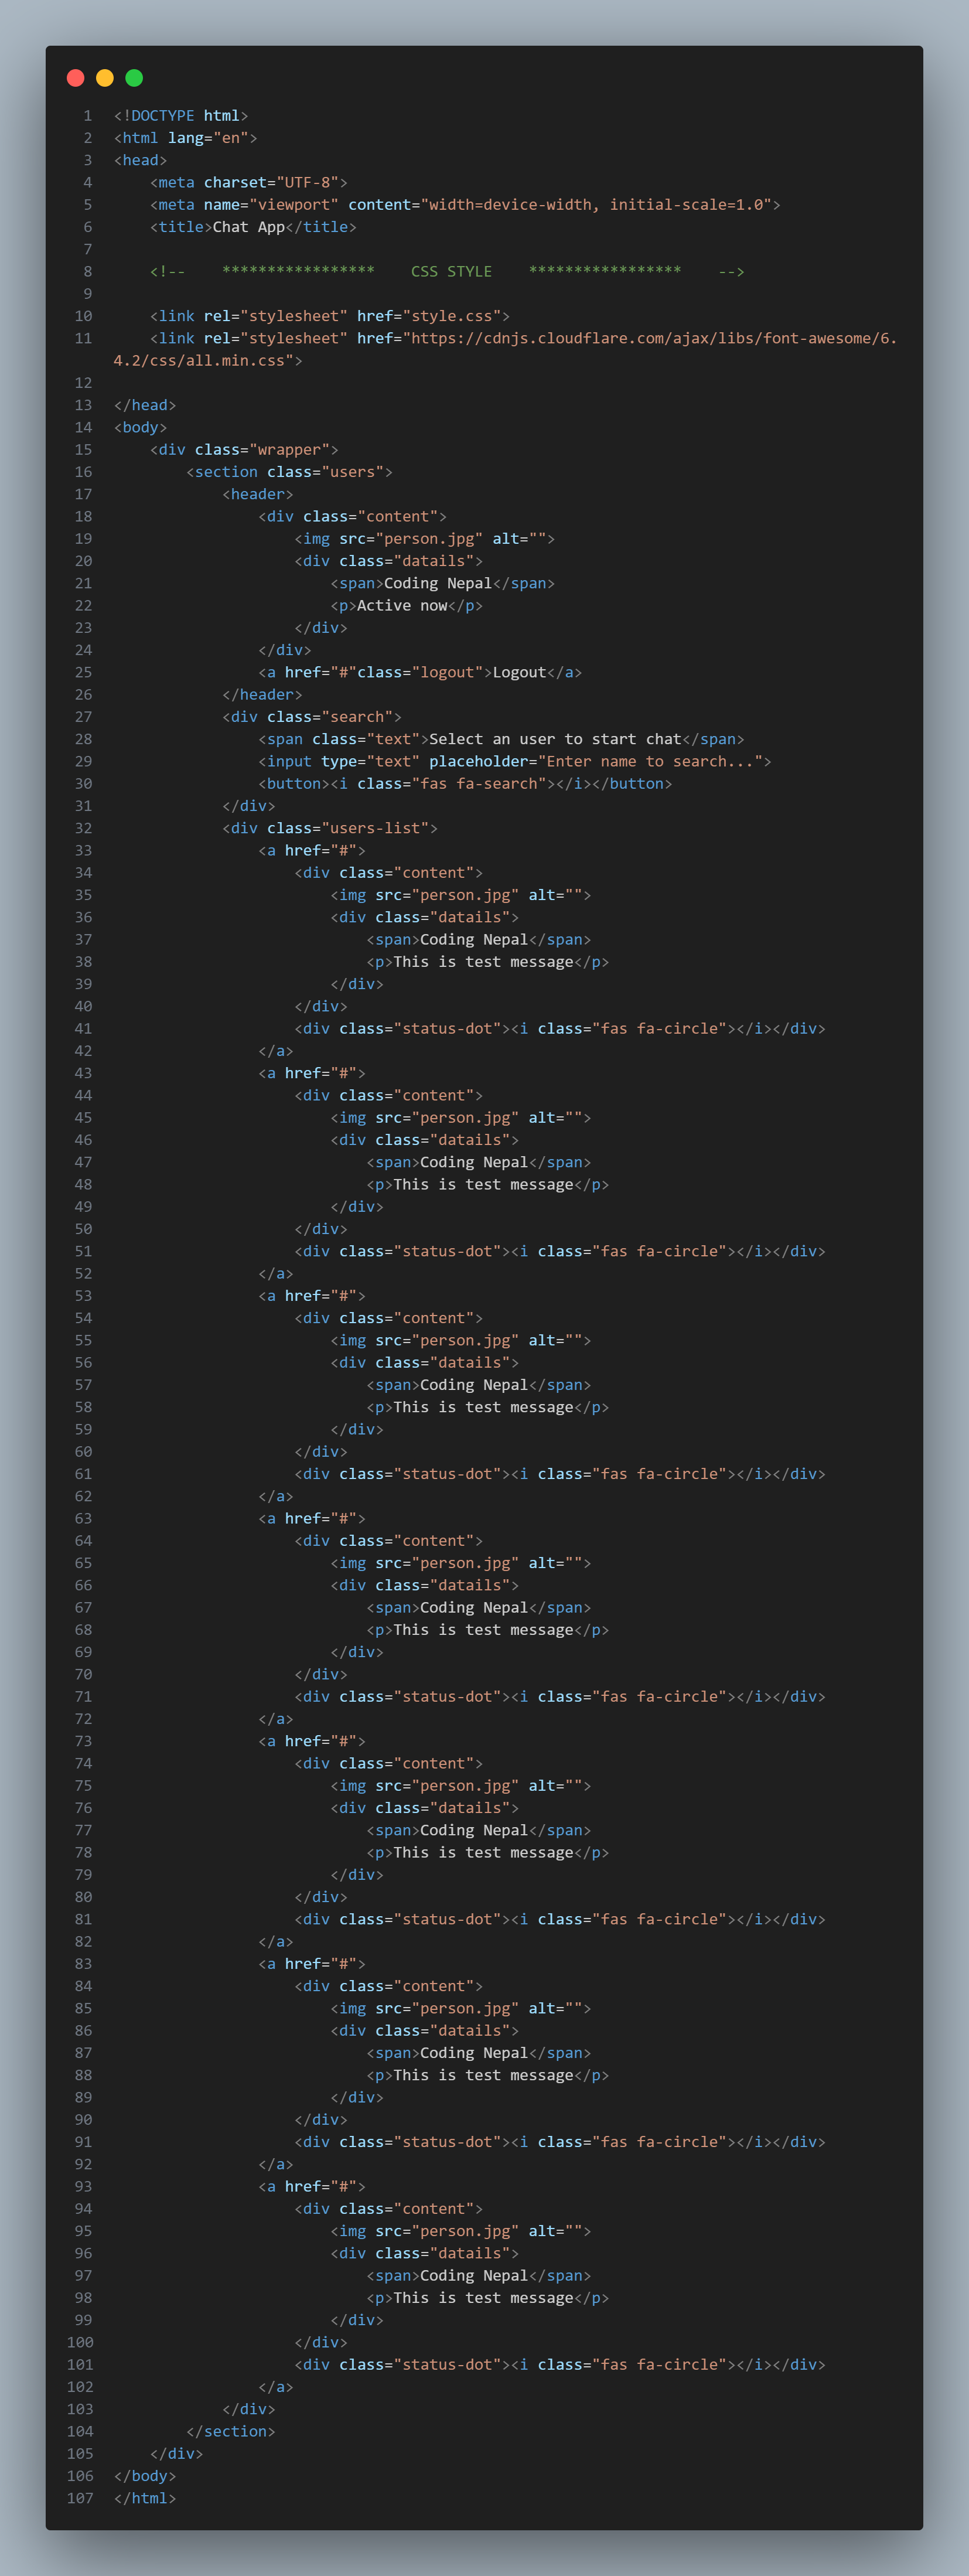 1 <!DOCTYPE html>
2 <html lang="en">
3 <head>
4     <meta charset="UTF-8">
5     <meta name="viewport" content="width=device-width, initial-scale=1.0">
6     <title>Chat App</title>
7
8     <!--    *****************    CSS STYLE    *****************    -->
9
10     <link rel="stylesheet" href="style.css">
11     <link rel="stylesheet" href="https://cdnjs.cloudflare.com/ajax/libs/font-awesome/6.
4.2/css/all.min.css">
12
13 </head>
14 <body>
15     <div class="wrapper">
16         <section class="users">
17             <header>
18                 <div class="content">
19                     <img src="person.jpg" alt="">
20                     <div class="datails">
21                         <span>Coding Nepal</span>
22                         <p>Active now</p>
23                     </div>
24                 </div>
25                 <a href="#"class="logout">Logout</a>
26             </header>
27             <div class="search">
28                 <span class="text">Select an user to start chat</span>
29                 <input type="text" placeholder="Enter name to search...">
30                 <button><i class="fas fa-search"></i></button>
31             </div>
32             <div class="users-list">
33                 <a href="#">
34                     <div class="content">
35                         <img src="person.jpg" alt="">
36                         <div class="datails">
37                             <span>Coding Nepal</span>
38                             <p>This is test message</p>
39                         </div>
40                     </div>
41                     <div class="status-dot"><i class="fas fa-circle"></i></div>
42                 </a>
43                 <a href="#">
44                     <div class="content">
45                         <img src="person.jpg" alt="">
46                         <div class="datails">
47                             <span>Coding Nepal</span>
48                             <p>This is test message</p>
49                         </div>
50                     </div>
51                     <div class="status-dot"><i class="fas fa-circle"></i></div>
52                 </a>
53                 <a href="#">
54                     <div class="content">
55                         <img src="person.jpg" alt="">
56                         <div class="datails">
57                             <span>Coding Nepal</span>
58                             <p>This is test message</p>
59                         </div>
60                     </div>
61                     <div class="status-dot"><i class="fas fa-circle"></i></div>
62                 </a>
63                 <a href="#">
64                     <div class="content">
65                         <img src="person.jpg" alt="">
66                         <div class="datails">
67                             <span>Coding Nepal</span>
68                             <p>This is test message</p>
69                         </div>
70                     </div>
71                     <div class="status-dot"><i class="fas fa-circle"></i></div>
72                 </a>
73                 <a href="#">
74                     <div class="content">
75                         <img src="person.jpg" alt="">
76                         <div class="datails">
77                             <span>Coding Nepal</span>
78                             <p>This is test message</p>
79                         </div>
80                     </div>
81                     <div class="status-dot"><i class="fas fa-circle"></i></div>
82                 </a>
83                 <a href="#">
84                     <div class="content">
85                         <img src="person.jpg" alt="">
86                         <div class="datails">
87                             <span>Coding Nepal</span>
88                             <p>This is test message</p>
89                         </div>
90                     </div>
91                     <div class="status-dot"><i class="fas fa-circle"></i></div>
92                 </a>
93                 <a href="#">
94                     <div class="content">
95                         <img src="person.jpg" alt="">
96                         <div class="datails">
97                             <span>Coding Nepal</span>
98                             <p>This is test message</p>
99                         </div>
100                     </div>
101                     <div class="status-dot"><i class="fas fa-circle"></i></div>
102                 </a>
103             </div>
104         </section>
105     </div>
106 </body>
107 </html>